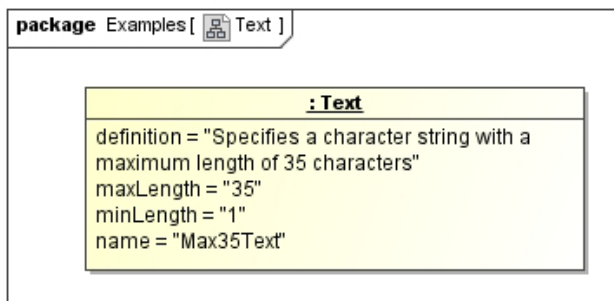 package Examples [ Text ]
: Text
definition = "Specifies a character string with a
maximum length of 35 characters"
maxLength = "35"
minLength = "1"
name = "Max35Text"